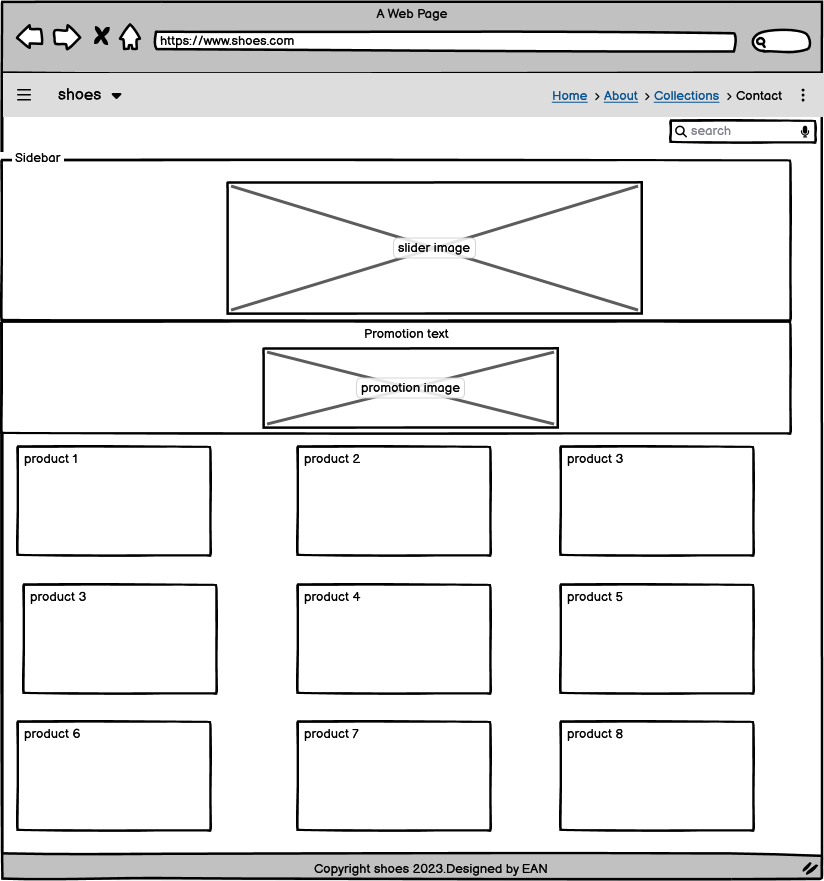 A Web Page
https://www.shoes.com
shoes
Home > About > Collections > Contact
search
Sidebar
slider image
Promotion text
promotion image
product 1
product 2
product 3
product 3
product 4
product 5
product 6
product 7
product 8
Copyright shoes 2023.Designed by EAN